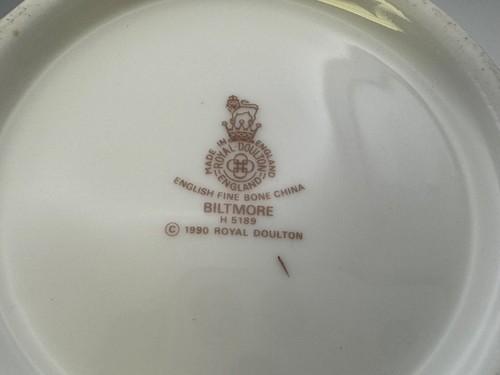 MADE IN ENGLAND
ROYAL DOULTON
ENGLAND
ENGLISH FINE BONE CHINA
BILTMORE
H 5189
© 1990 ROYAL DOULTON